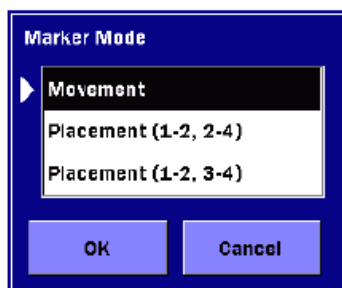 Marker Mode
Movement
Placement (1-2, 2-4)
Placement (1-2, 3-4)
OK Cancel